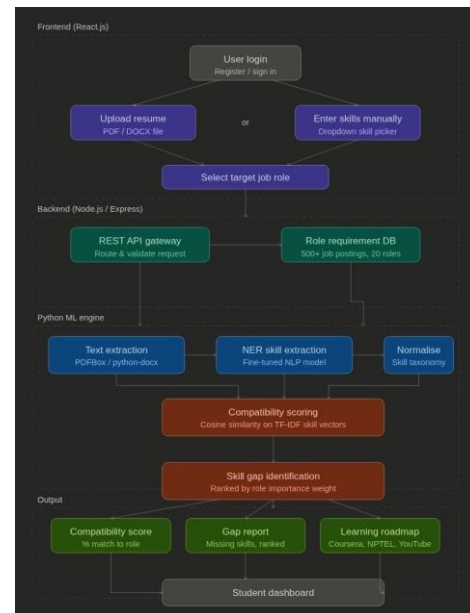 Frontend (React.js)
User login
Register / sign in
Upload resume
PDF / DOCX file
or
Enter skills manually
Dropdown skill picker
Select target job role
Backend (Node.js / Express)
REST API gateway
Route & validate request
Role requirement DB
500+ job postings, 20 roles
Python ML engine
Text extraction
PDFBox / python-docx
NER skill extraction
Fine-tuned NLP model
Normalise
Skill taxonomy
Compatibility scoring
Cosine similarity on TF-IDF skill vectors
Skill gap identification
Ranked by role importance weight
Output
Compatibility score
% match to role
Gap report
Missing skills, ranked
Learning roadmap
Coursera, NPTEL, YouTube
Student dashboard